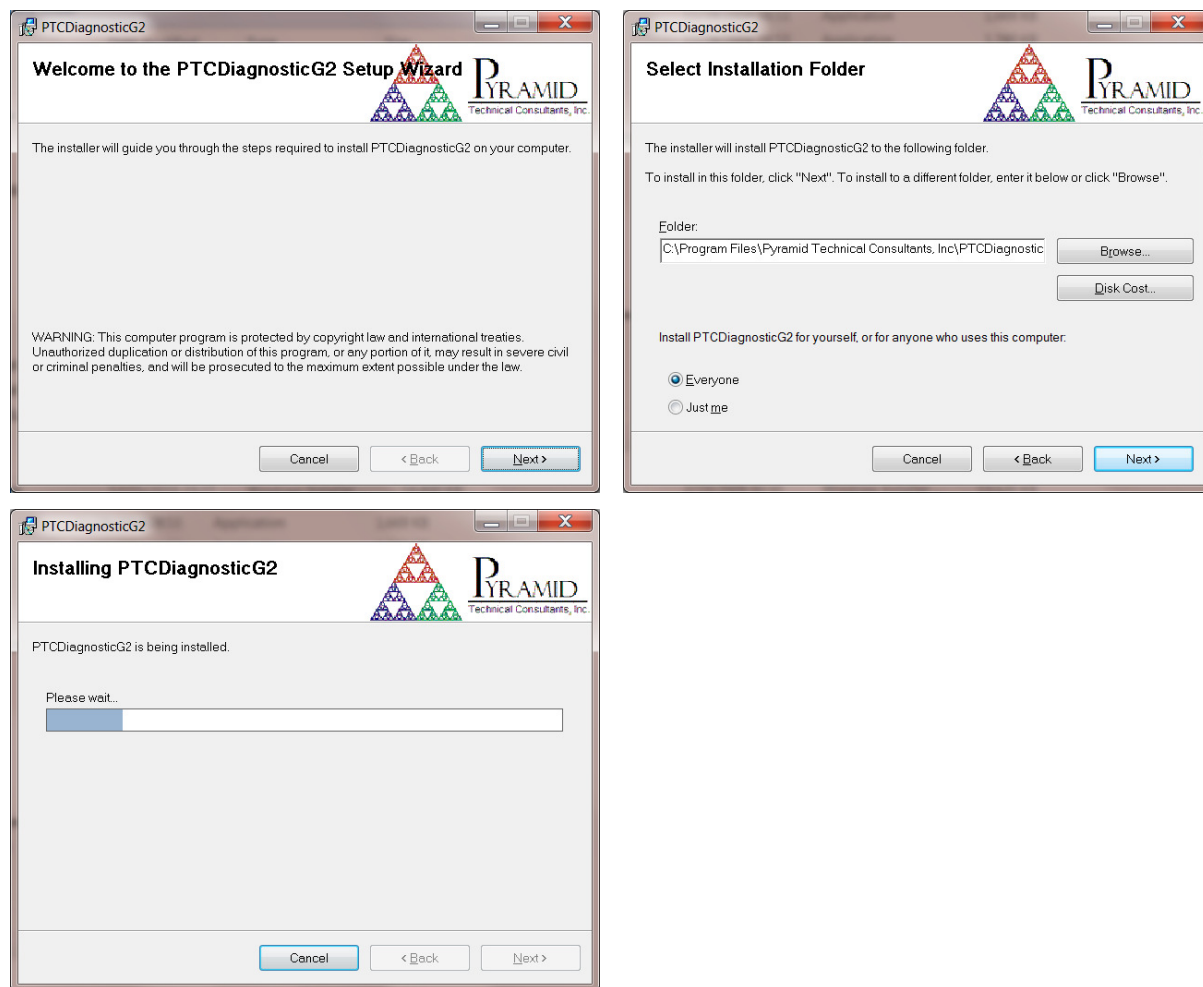 PTCDiagnosticG2
Welcome to the PTCDiagnosticG2 Setup Wizard
PYRAMID
Technical Consultants, Inc.
The installer will guide you through the steps required to install PTCDiagnosticG2 on your computer.
WARNING: This computer program is protected by copyright law and international treaties.
Unauthorized duplication or distribution of this program, or any portion of it, may result in severe civil
or criminal penalties, and will be prosecuted to the maximum extent possible under the law.
Cancel
< Back
Next >
PTCDiagnosticG2
Select Installation Folder
PYRAMID
Technical Consultants, Inc.
The installer will install PTCDiagnosticG2 to the following folder.
To install in this folder, click "Next". To install to a different folder, enter it below or click "Browse".
Folder:
C:\Program Files\Pyramid Technical Consultants, Inc\PTCDiagnostic
Browse...
Disk Cost...
Install PTCDiagnosticG2 for yourself, or for anyone who uses this computer:
Everyone
Just me
Cancel
< Back
Next >
PTCDiagnosticG2
Installing PTCDiagnosticG2
PYRAMID
Technical Consultants, Inc.
PTCDiagnosticG2 is being installed.
Please wait...
Cancel
< Back
Next >